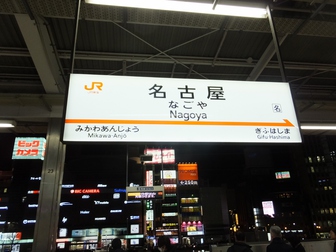 JR
名古屋
なごや
Nagoya
名
みかわあんじょう
Mikawa-Anjō
ぎふはしま
Gifu-Hashima
ビック
カメラ
BIC CAMERA